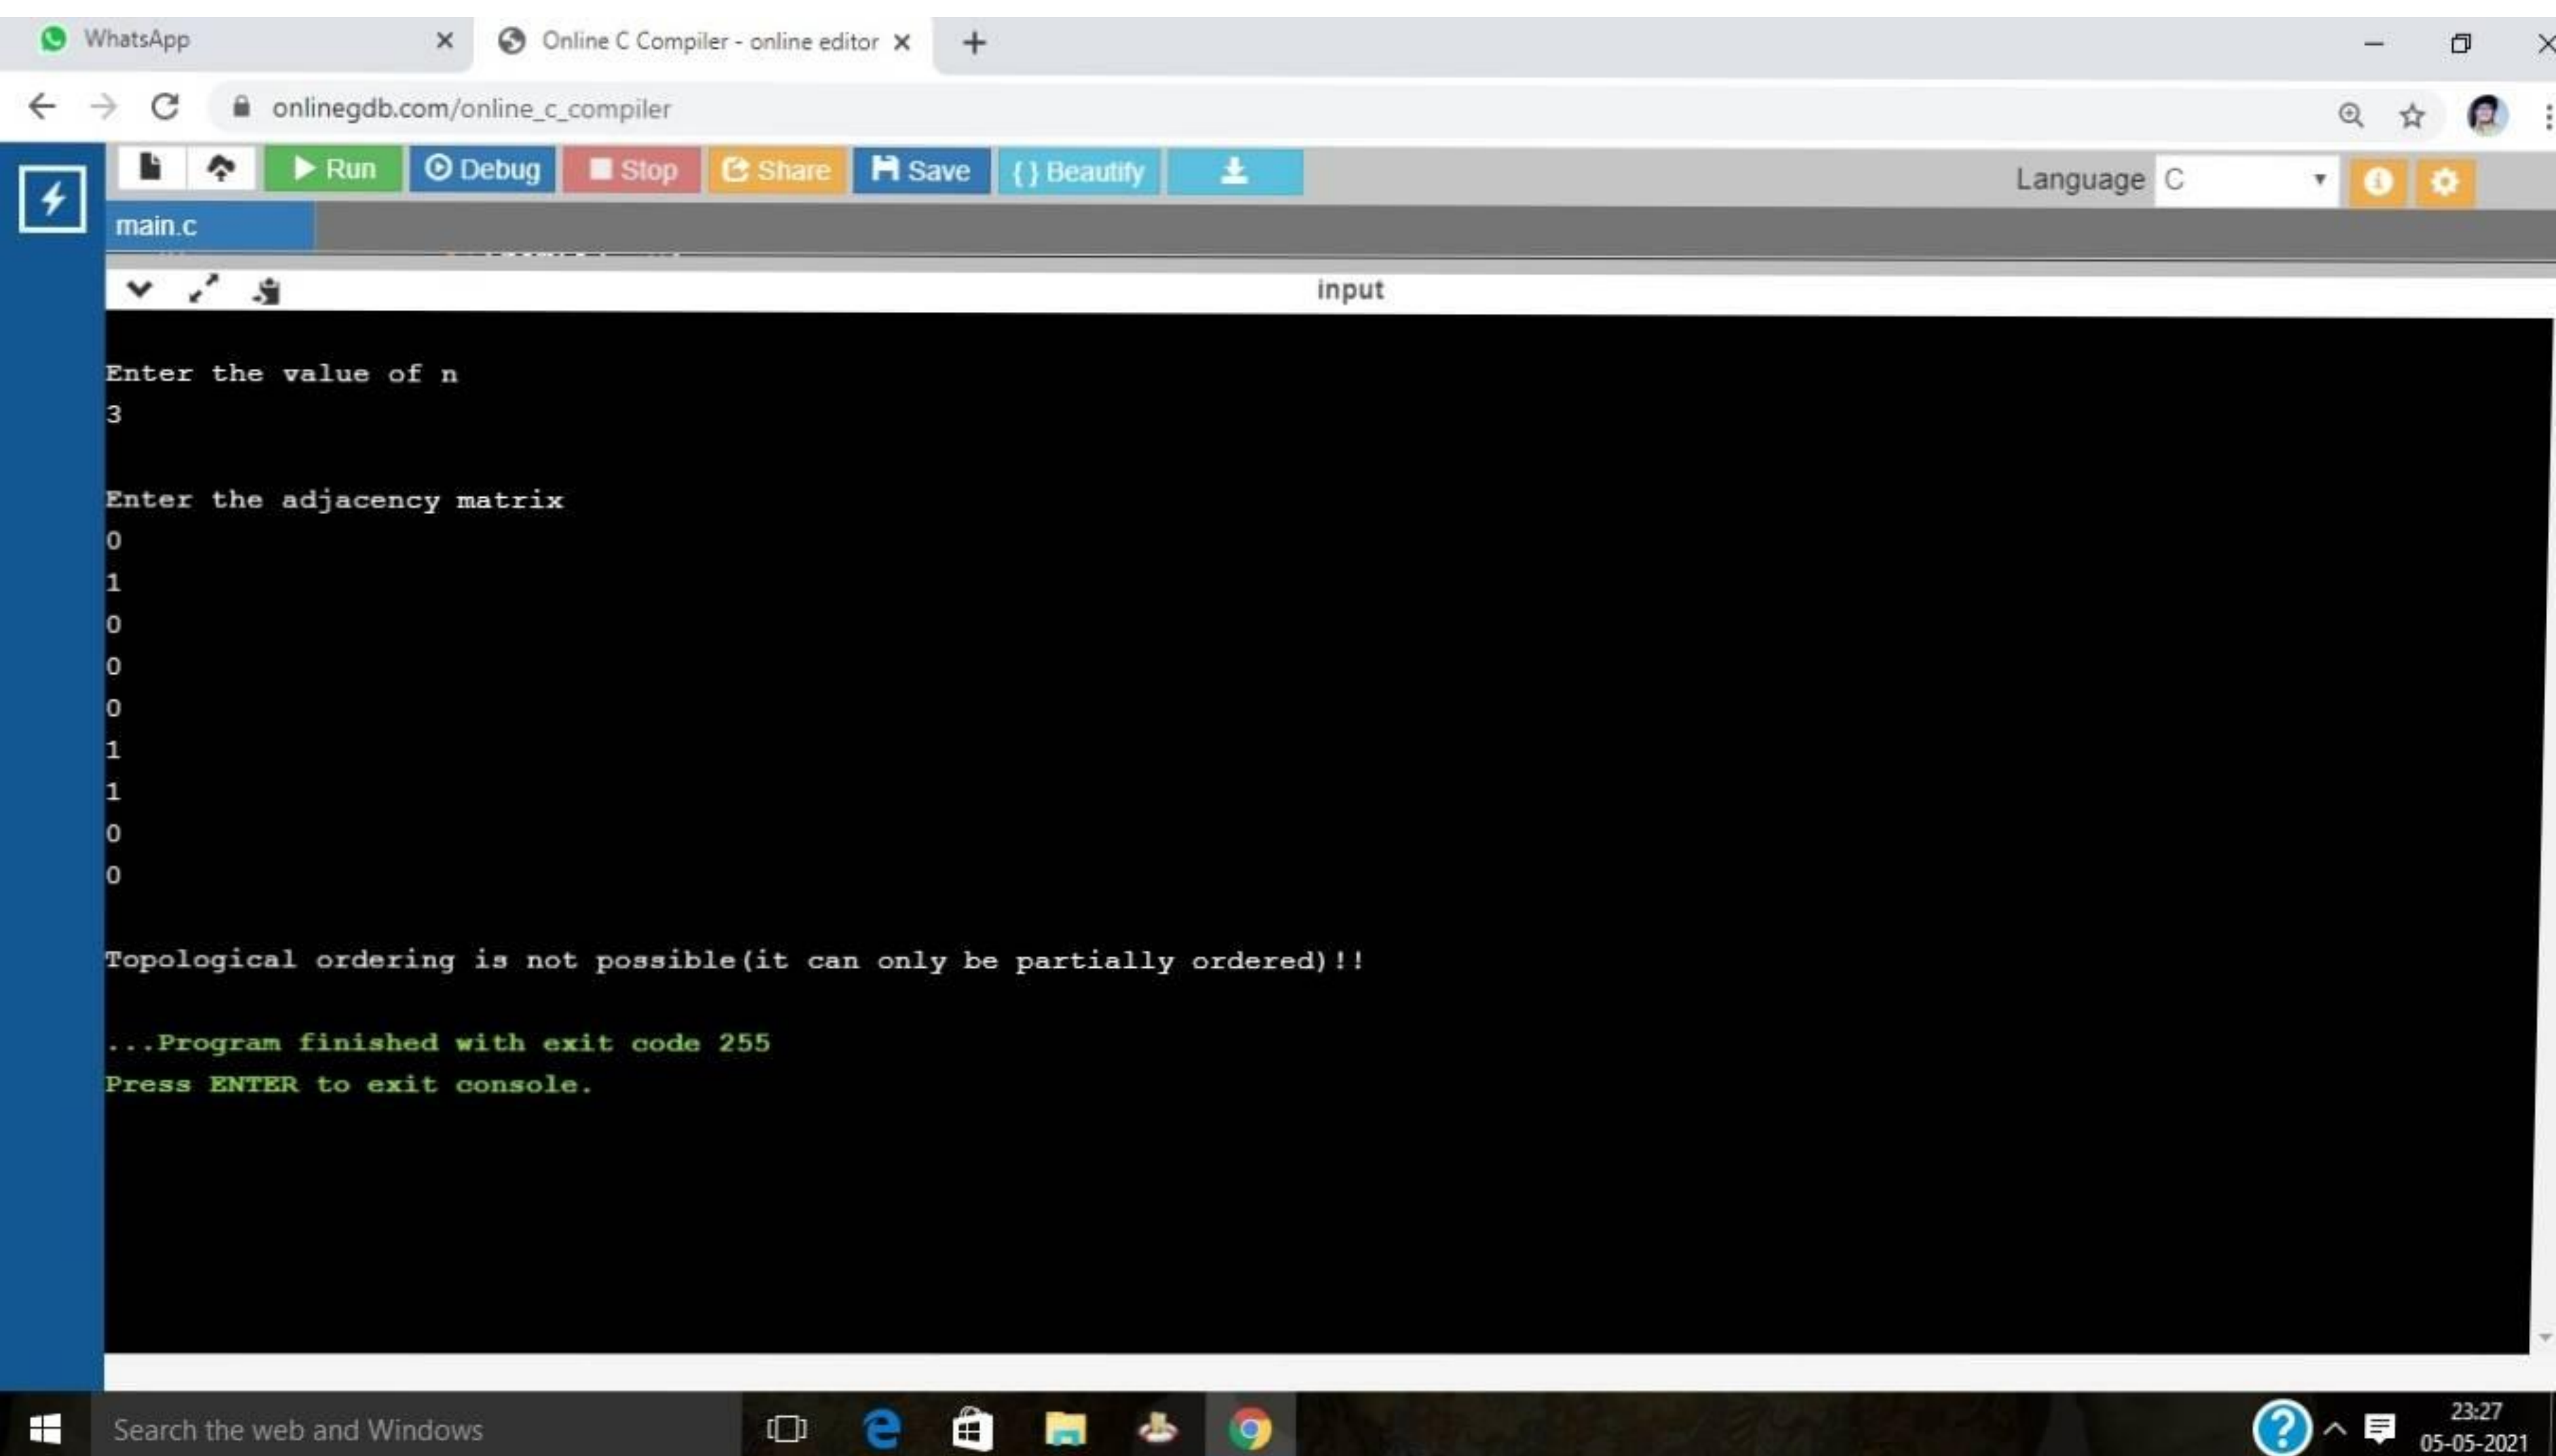 WhatsApp
Online C Compiler - online editor
onlinegdb.com/online_c_compiler
Run Debug Stop Share Save {} Beautify
Language C
main.c
input
Enter the value of n
3
Enter the adjacency matrix
0
1
0
0
0
1
1
0
0
Topological ordering is not possible(it can only be partially ordered)!!
...Program finished with exit code 255
Press ENTER to exit console.
Search the web and Windows
23:27
05-05-2021